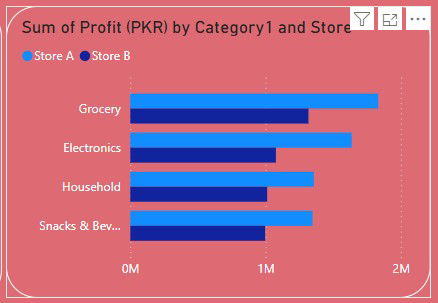 Sum of Profit (PKR) by Category1 and Store
Store A Store B
Grocery
Electronics
Household
Snacks & Bev...
0M 1M 2M